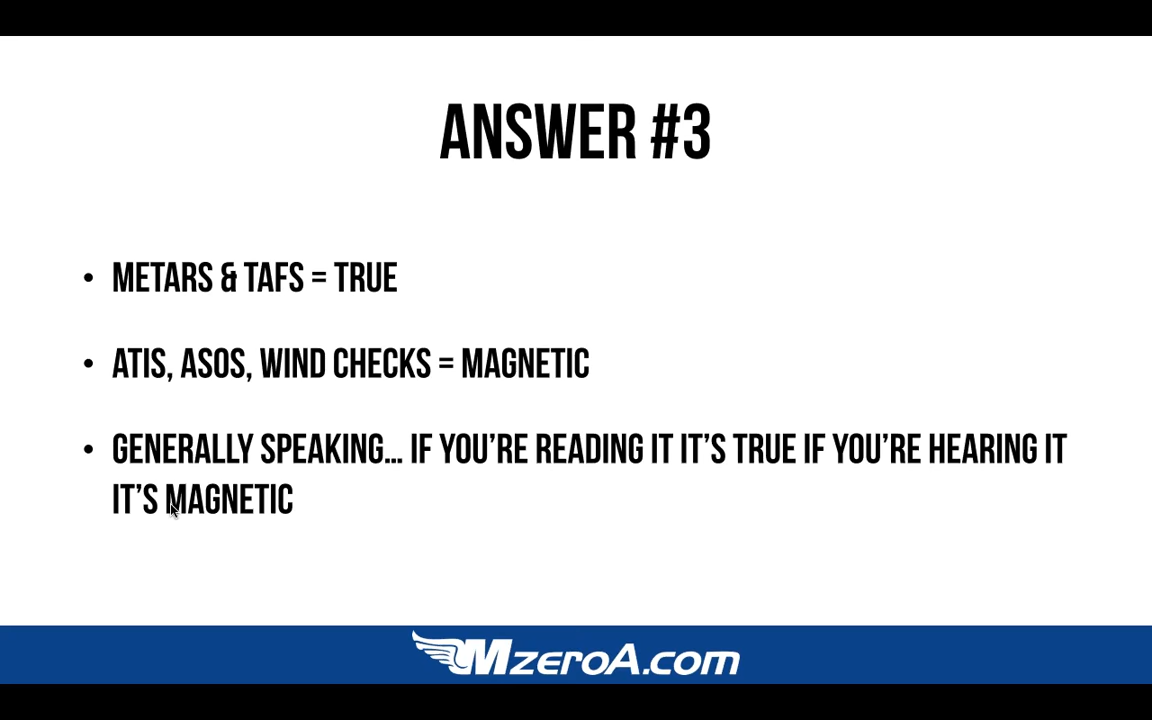 ANSWER #3
• METARS & TAFS = TRUE
• ATIS, ASOS, WIND CHECKS = MAGNETIC
• GENERALLY SPEAKING... IF YOU'RE READING IT IT'S TRUE IF YOU'RE HEARING IT
IT'S MAGNETIC
MzeroA.com